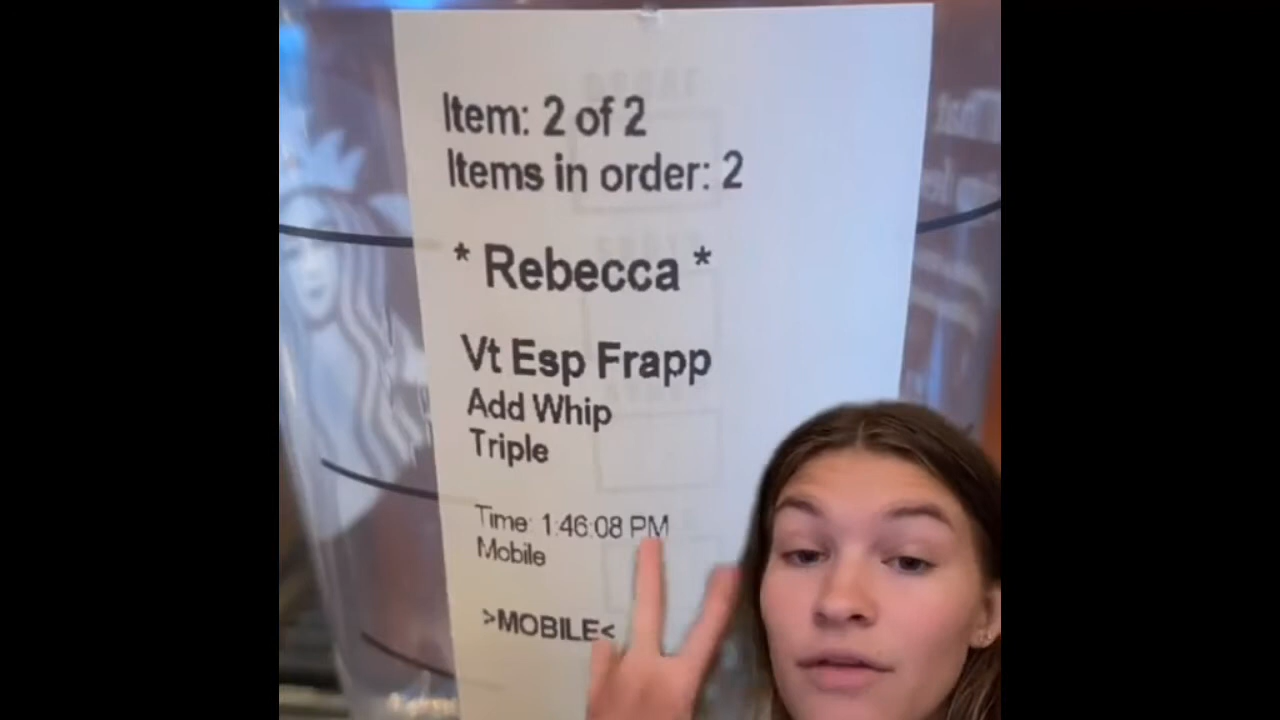 Item: 2 of 2
Items in order: 2
* Rebecca *
Vt Esp Frapp
Add Whip
Triple
Time: 1:46:08 PM
Mobile
>MOBILE<